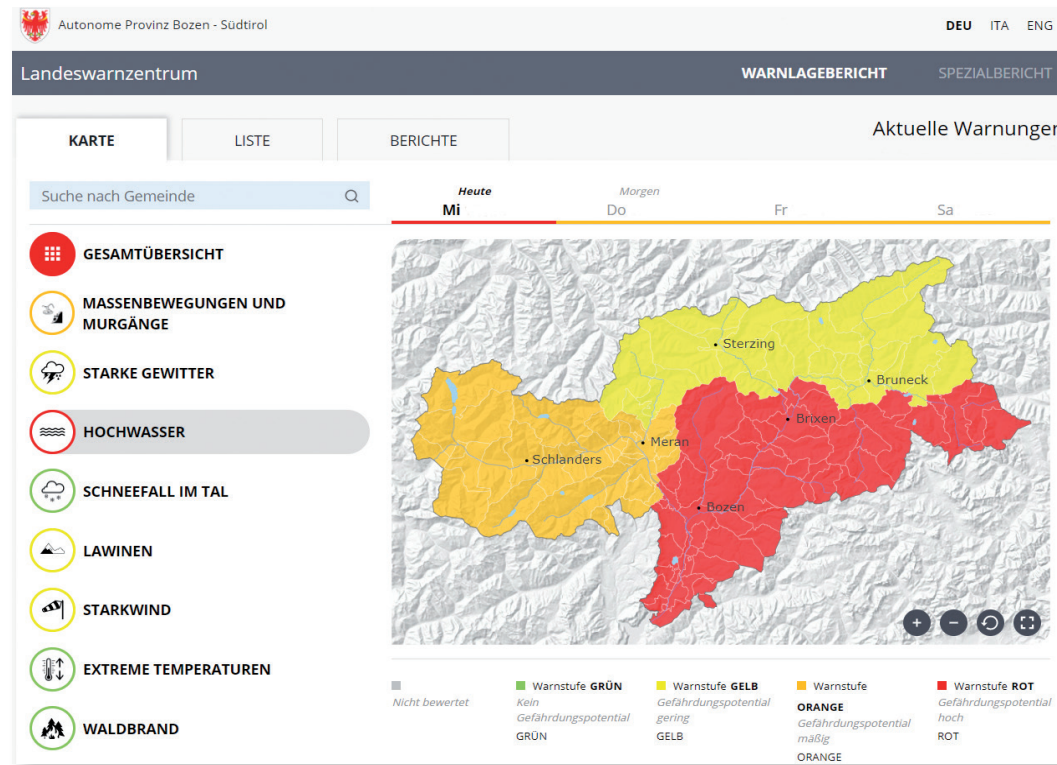 Autonome Provinz Bozen - Südtirol
DEU ITA ENG
Landeswarnzentrum
WARNLAGEBERICHT SPEZIALBERICHT
KARTE LISTE BERICHTE
Aktuelle Warnungen
Suche nach Gemeinde
Heute Morgen
Mi Do Fr Sa
GESAMTÜBERSICHT
MASSENBEWEGUNGEN UND
MURGÄNGE
STARKE GEWITTER
HOCHWASSER
SCHNEEFALL IM TAL
LAWINEN
STARKWIND
EXTREME TEMPERATUREN
WALDBRAND
Sterzing
Bruneck
Brixen
Meran
Schlanders
Bozen
Nicht bewertet
Warnstufe GRÜN
Kein
Gefährdungspotential
GRÜN
Warnstufe GELB
Gefährdungspotential
gering
GELB
Warnstufe
ORANGE
Gefährdungspotential
mäßig
ORANGE
Warnstufe ROT
Gefährdungspotential
hoch
ROT